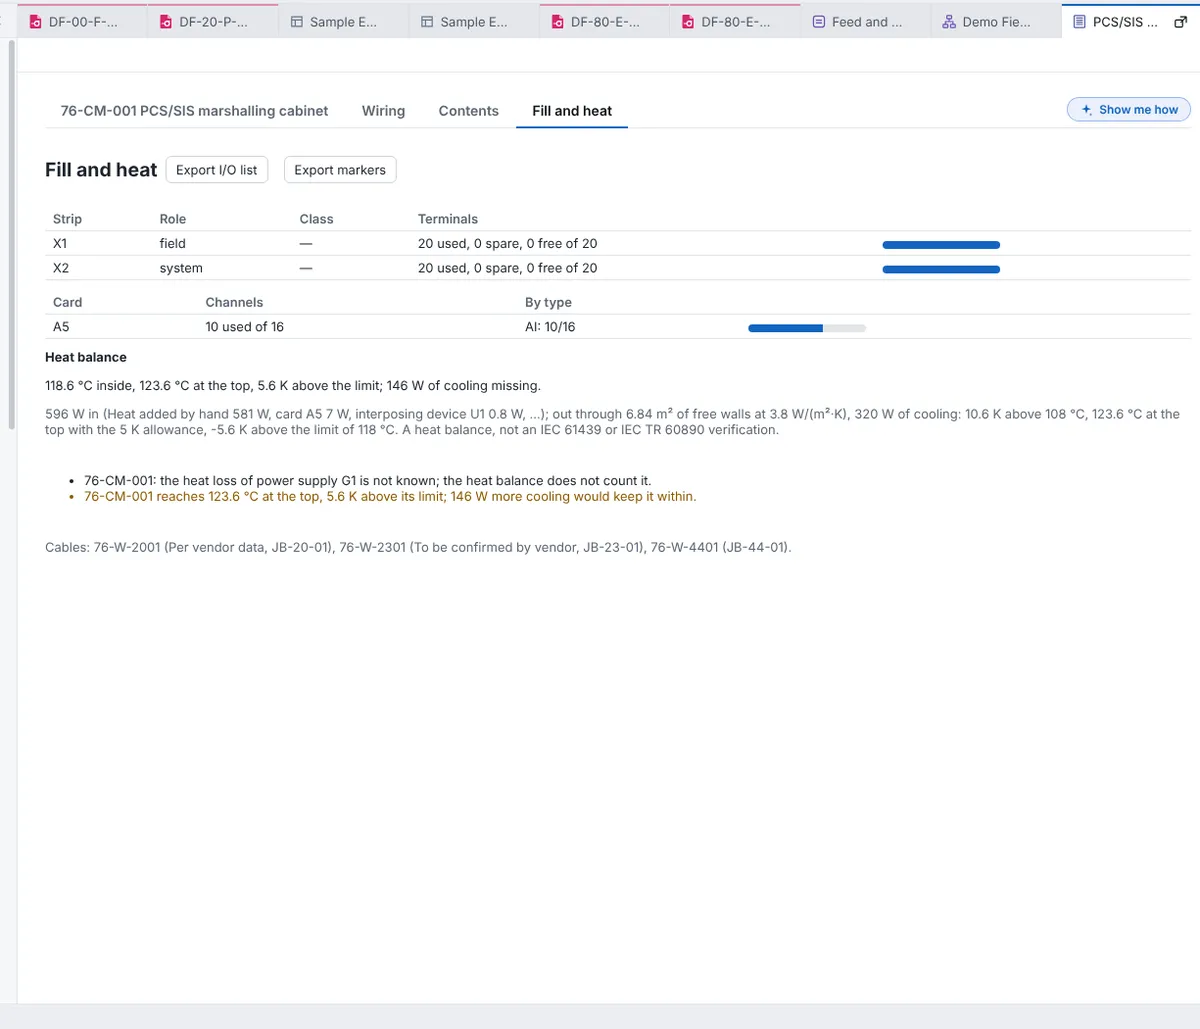 DF-00-F-...
DF-20-P-...
Sample E...
Sample E...
DF-80-E-...
DF-80-E-...
Feed and ...
Demo Fie...
PCS/SIS ...
76-CM-001 PCS/SIS marshalling cabinet
Wiring
Contents
Fill and heat
Show me how
Fill and heat
Export I/O list
Export markers
Strip Role Class Terminals
X1 field — 20 used, 0 spare, 0 free of 20
X2 system — 20 used, 0 spare, 0 free of 20
Card Channels By type
A5 10 used of 16 AI: 10/16
Heat balance
118.6 °C inside, 123.6 °C at the top, 5.6 K above the limit; 146 W of cooling missing.
596 W in (Heat added by hand 581 W, card A5 7 W, interposing device U1 0.8 W, ...); out through 6.84 m² of free walls at 3.8 W/(m²·K), 320 W of cooling: 10.6 K above 108 °C, 123.6 °C at the
top with the 5 K allowance, -5.6 K above the limit of 118 °C. A heat balance, not an IEC 61439 or IEC TR 60890 verification.
• 76-CM-001: the heat loss of power supply G1 is not known; the heat balance does not count it.
• 76-CM-001 reaches 123.6 °C at the top, 5.6 K above its limit; 146 W more cooling would keep it within.
Cables: 76-W-2001 (Per vendor data, JB-20-01), 76-W-2301 (To be confirmed by vendor, JB-23-01), 76-W-4401 (JB-44-01).